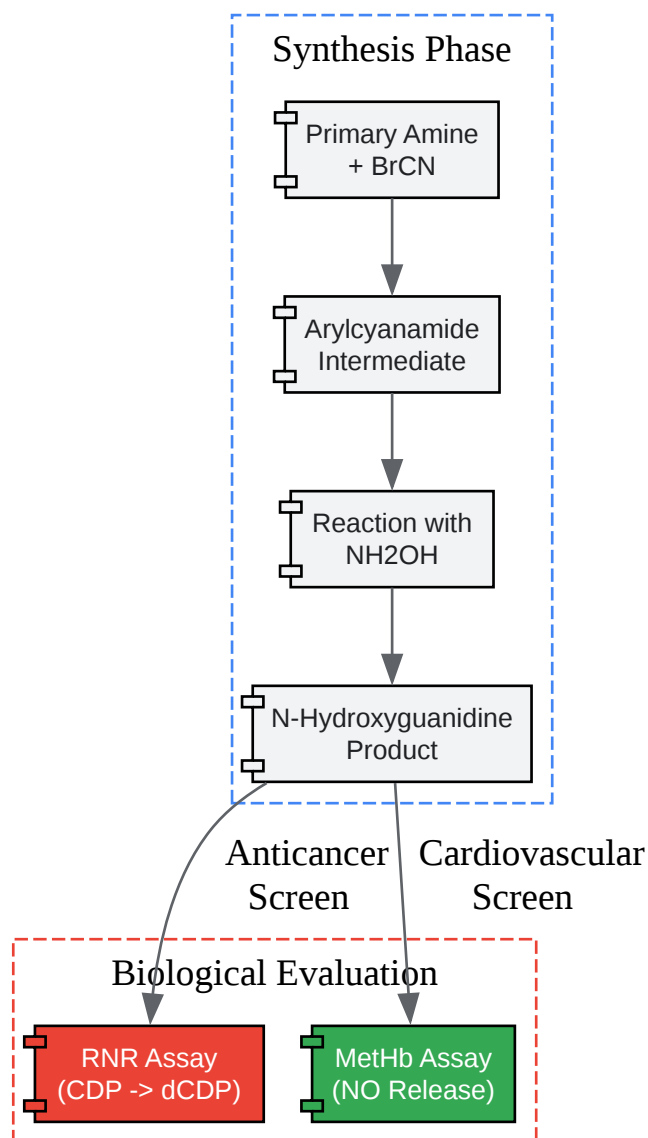 Synthesis Phase
Primary Amine
+ BrCN
Arylcyanamide
Intermediate
Reaction with
NH2OH
N-Hydroxyguanidine
Product
Anticancer
Screen
Cardiovascular
Screen
Biological Evaluation
RNR Assay
(CDP -> dCDP)
MetHb Assay
(NO Release)